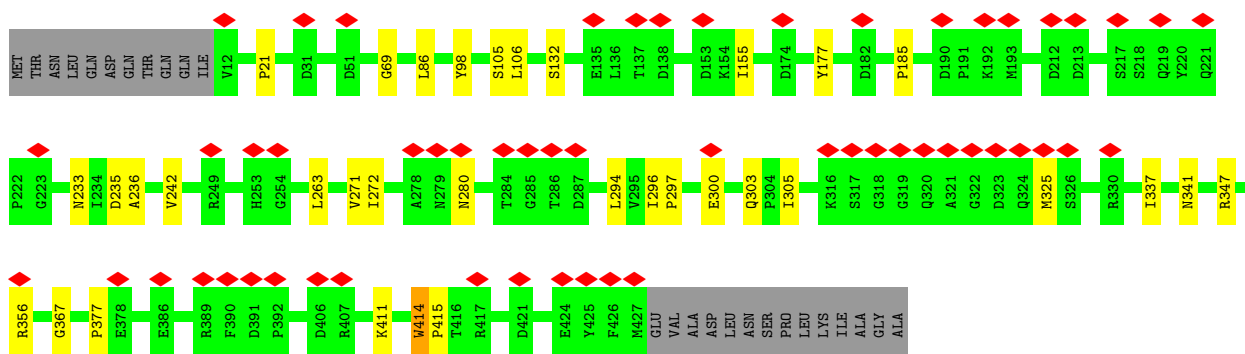 MET THR ASN LEU GLN ASP GLN THR GLN GLN ILE V12 P21 D31 D51 G69 L86 Y98 S105 L106 S132 E135 L136 T137 D138 D153 K154 I155 D174 Y177 D182 P185 D190 P191 K192 M193 D212 D213 S217 S218 Q219 Y220 Q221
P222 G223 N233 I234 D235 A236 V242 R249 H253 G254 L263 V271 I272 A278 N279 N280 T284 G285 T286 D287 L294 V295 I296 P297 E300 Q303 P304 I305 K316 S317 G318 G319 Q320 A321 G322 D323 Q324 M325 S326 R330 I337 N341 R347
R356 G367 P377 E378 E386 R389 F390 D391 P392 D406 R407 K411 W414 P415 T416 R417 D421 E424 Y425 F426 M427 GLU VAL ALA ASP LEU ASN SER PRO LEU LYS ILE ALA GLY ALA